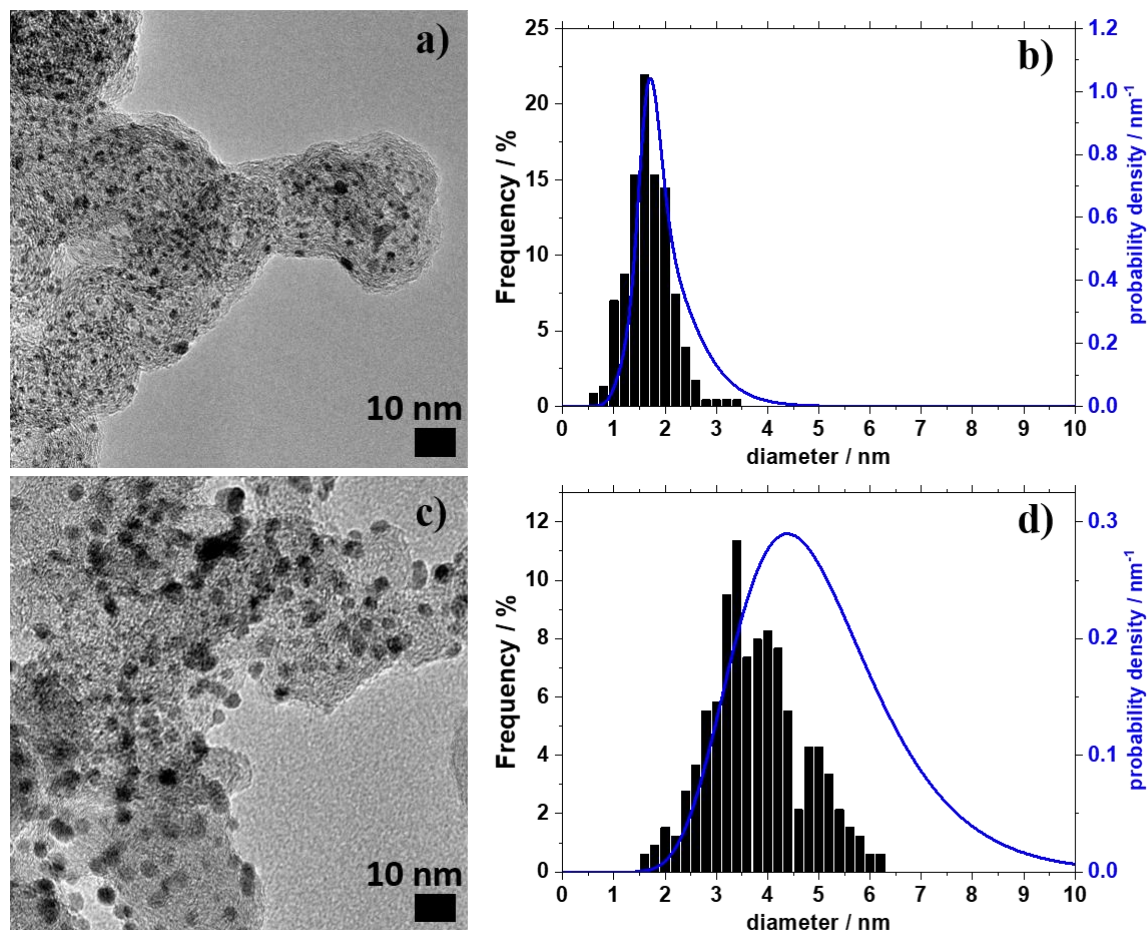 a)
10 nm
b)
25
20
15
10
5
0
Frequency / %
0 1 2 3 4 5 6 7 8 9 10
diameter / nm
1.2
1.0
0.8
0.6
0.4
0.2
0.0
probability density / nm⁻¹
c)
10 nm
d)
12
10
8
6
4
2
0
Frequency / %
0 1 2 3 4 5 6 7 8 9 10
diameter / nm
0.3
0.2
0.1
0.0
probability density / nm⁻¹